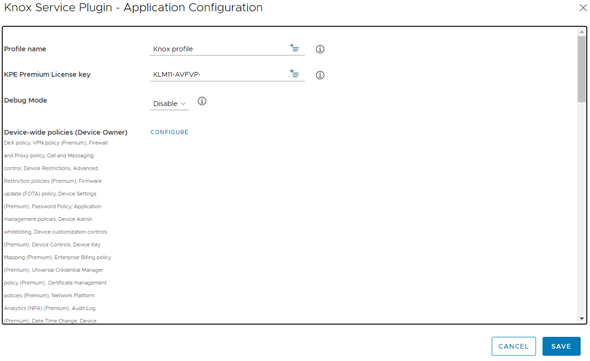 Knox Service Plugin - Application Configuration
Profile name
Knox profile
KPE Premium License key
KLM11-AVFVP-
Debug Mode
Disable
Device-wide policies (Device Owner)
CONFIGURE
DeX policy, VPN policy (Premium), Firewall
and Proxy policy, Call and Messaging
control, Device Restrictions, Advanced
Restriction policies (Premium), Firmware
update (FOTA) policy, Device Settings
(Premium), Password Policy, Application
management policies, Device Admin
whitelisting, Device customization controls
(Premium), Device Controls, Device Key
Mapping (Premium), Enterprise Billing policy
(Premium), Universal Credential Manager
policy (Premium), Certificate management
policies (Premium), Network Platform
Analytics (NPA) (Premium), Audit Log
(Premium), Date Time Change, Device
CANCEL
SAVE